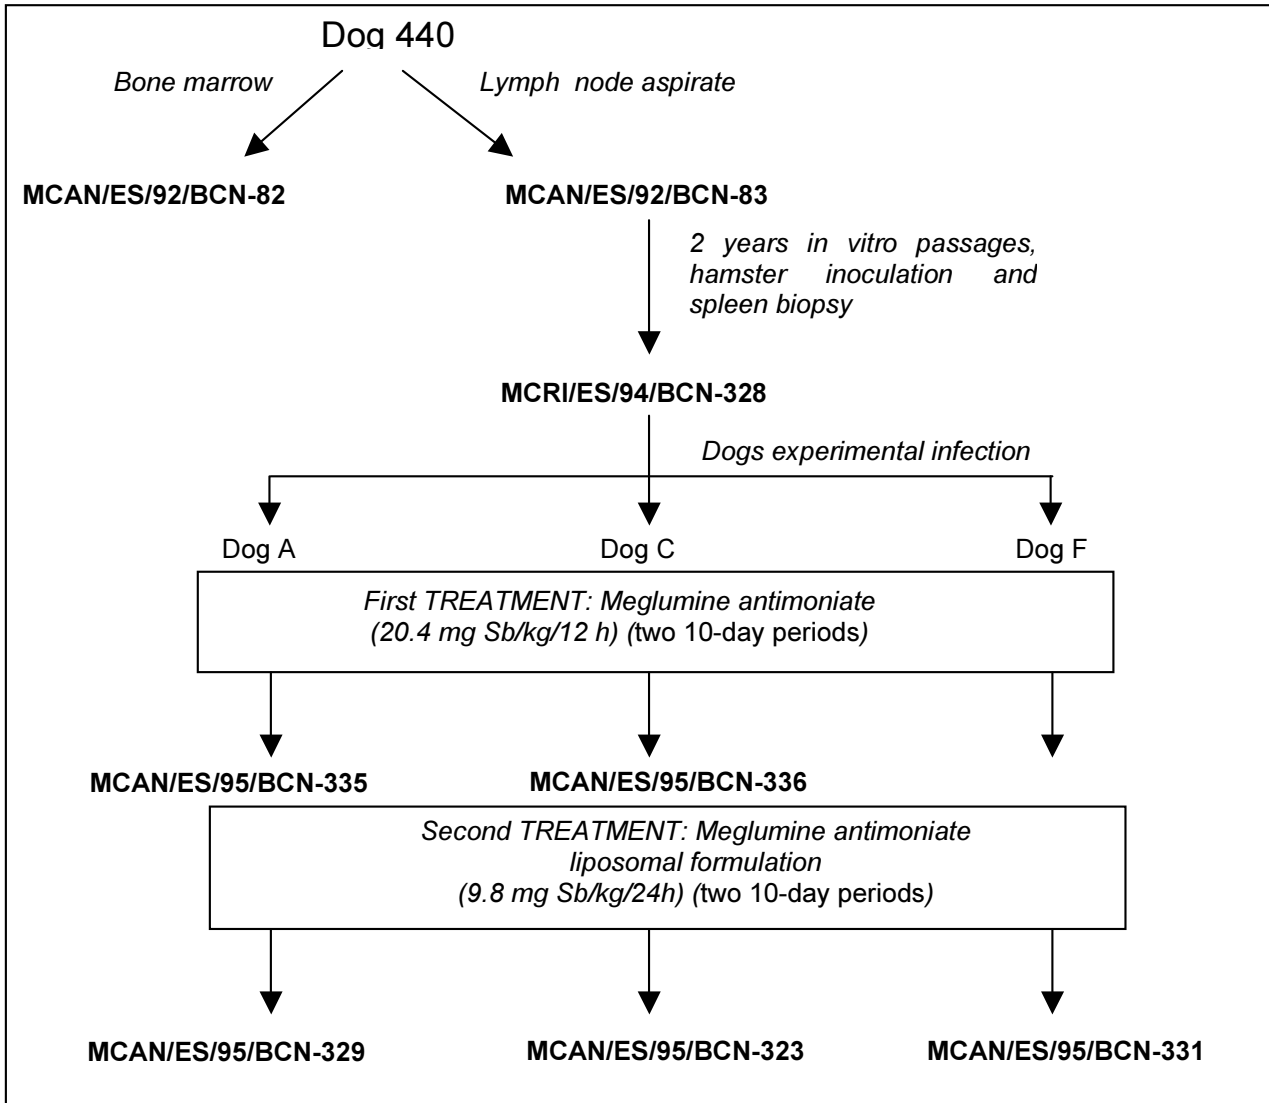 Dog 440
Bone marrow
Lymph node aspirate
MCAN/ES/92/BCN-82
MCAN/ES/92/BCN-83
2 years in vitro passages,
hamster inoculation and
spleen biopsy
MCRI/ES/94/BCN-328
Dogs experimental infection
Dog A
Dog C
Dog F
First TREATMENT: Meglumine antimoniate
(20.4 mg Sb/kg/12 h) (two 10-day periods)
MCAN/ES/95/BCN-335
MCAN/ES/95/BCN-336
Second TREATMENT: Meglumine antimoniate
liposomal formulation
(9.8 mg Sb/kg/24h) (two 10-day periods)
MCAN/ES/95/BCN-329
MCAN/ES/95/BCN-323
MCAN/ES/95/BCN-331